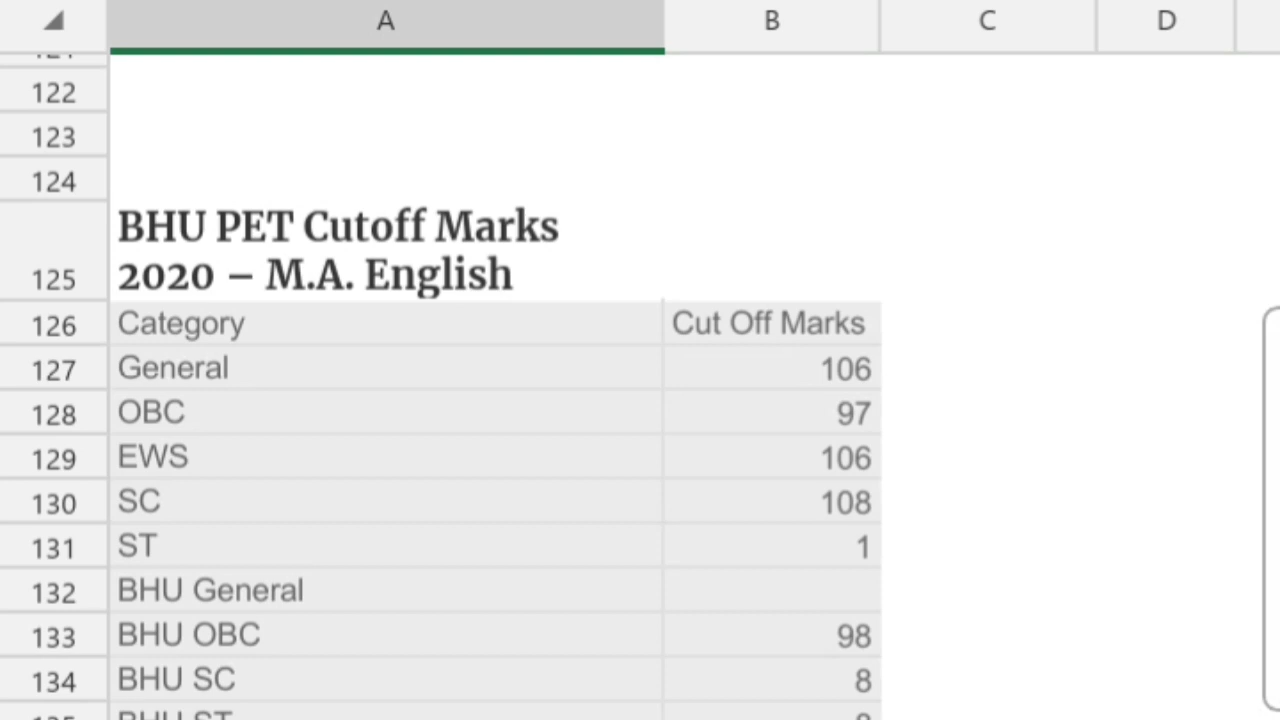 A B C D
122
123
124
BHU PET Cutoff Marks
2020 – M.A. English
125
126 Category Cut Off Marks
127 General 106
128 OBC 97
129 EWS 106
130 SC 108
131 ST 1
132 BHU General
133 BHU OBC 98
134 BHU SC 8
BHU ST